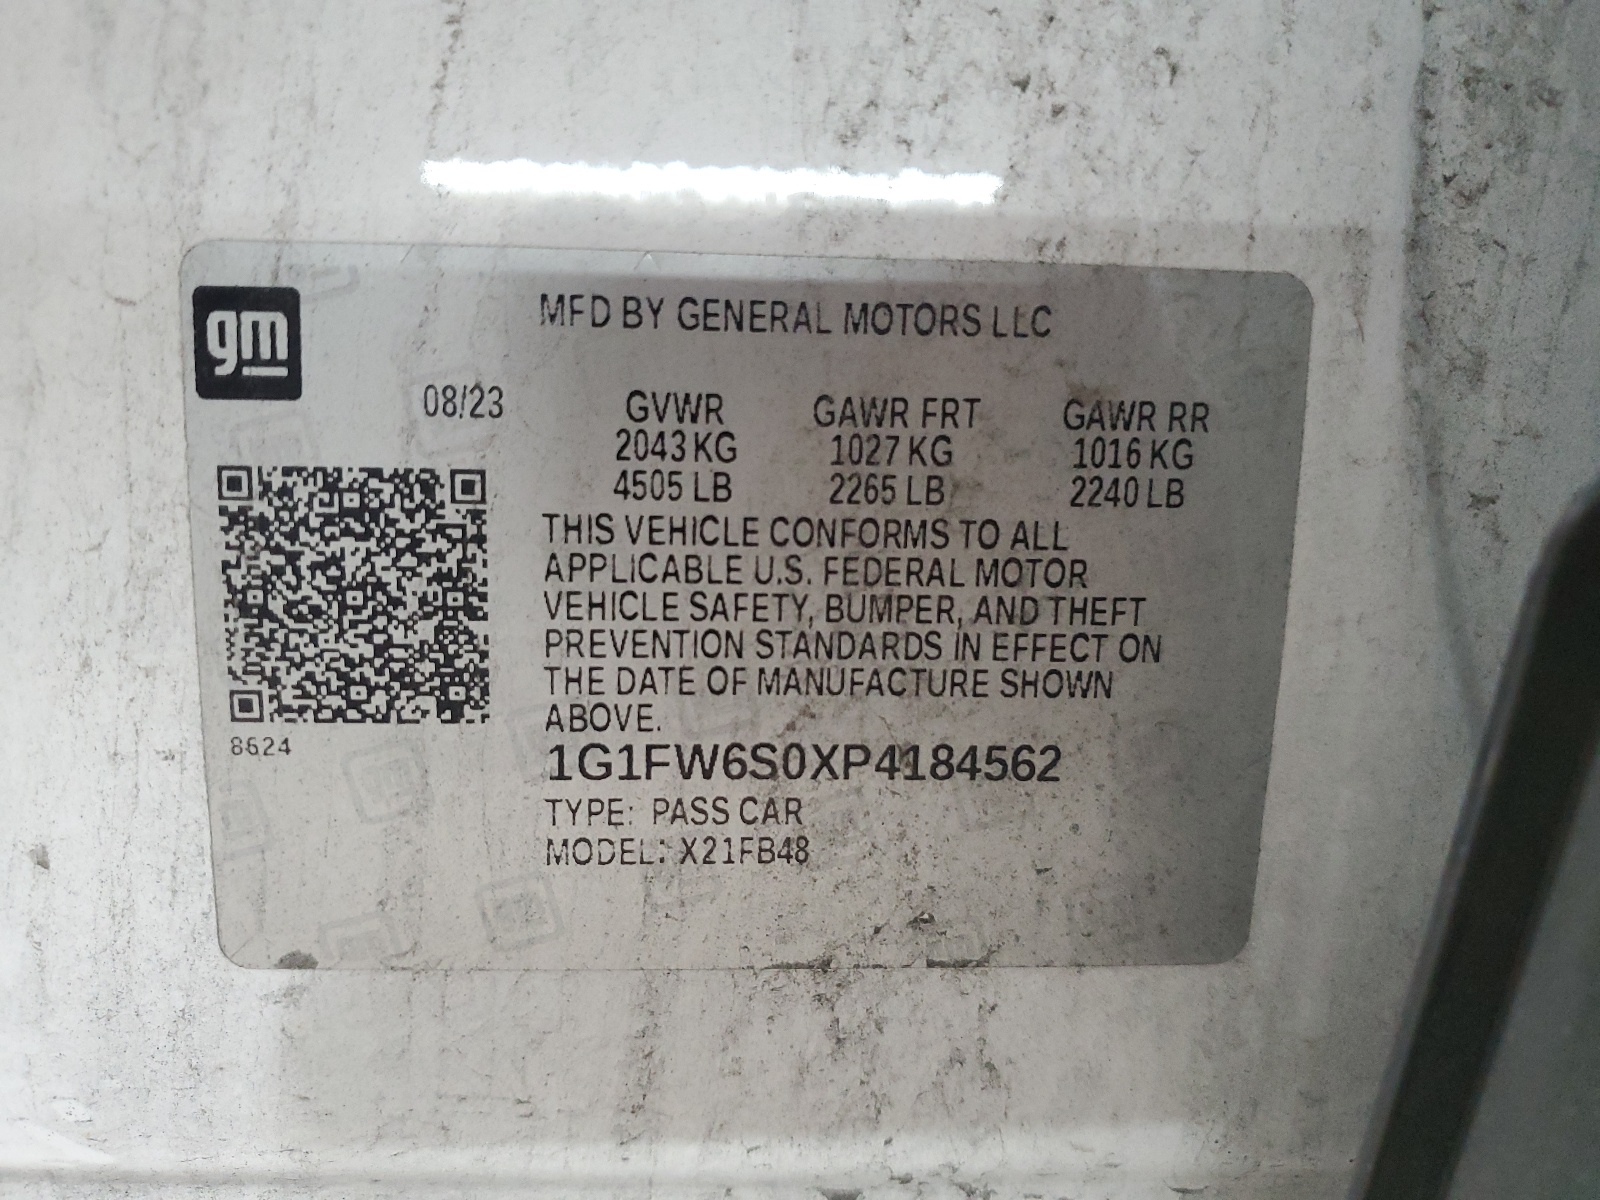 gm
MFD BY GENERAL MOTORS LLC
08/23 GVWR GAWR FRT GAWR RR
2043 KG 1027 KG 1016 KG
4505 LB 2265 LB 2240 LB
THIS VEHICLE CONFORMS TO ALL
APPLICABLE U.S. FEDERAL MOTOR
VEHICLE SAFETY, BUMPER, AND THEFT
PREVENTION STANDARDS IN EFFECT ON
THE DATE OF MANUFACTURE SHOWN
ABOVE.
8624
1G1FW6S0XP4184562
TYPE: PASS CAR
MODEL: X21FB48